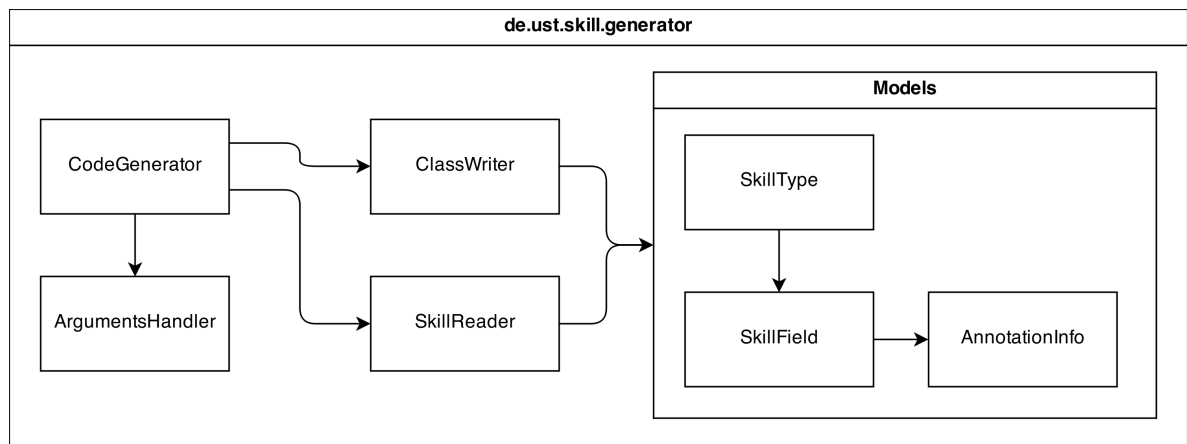 de.ust.skill.generator
Models
CodeGenerator
ClassWriter
SkillType
ArgumentsHandler
SkillReader
SkillField
AnnotationInfo